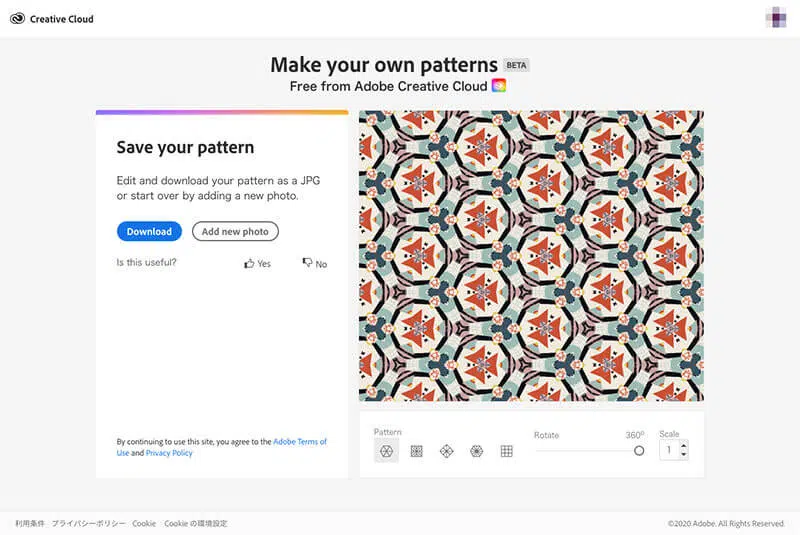 Creative Cloud
Make your own patterns BETA
Free from Adobe Creative Cloud
Save your pattern
Edit and download your pattern as a JPG
or start over by adding a new photo.
Download Add new photo
Is this useful? Yes No
By continuing to use this site, you agree to the Adobe Terms of
Use and Privacy Policy
Pattern
Rotate 360º
Scale
1
利用条件 プライバシーポリシー Cookie Cookie の環境設定
©2020 Adobe. All Rights Reserved.